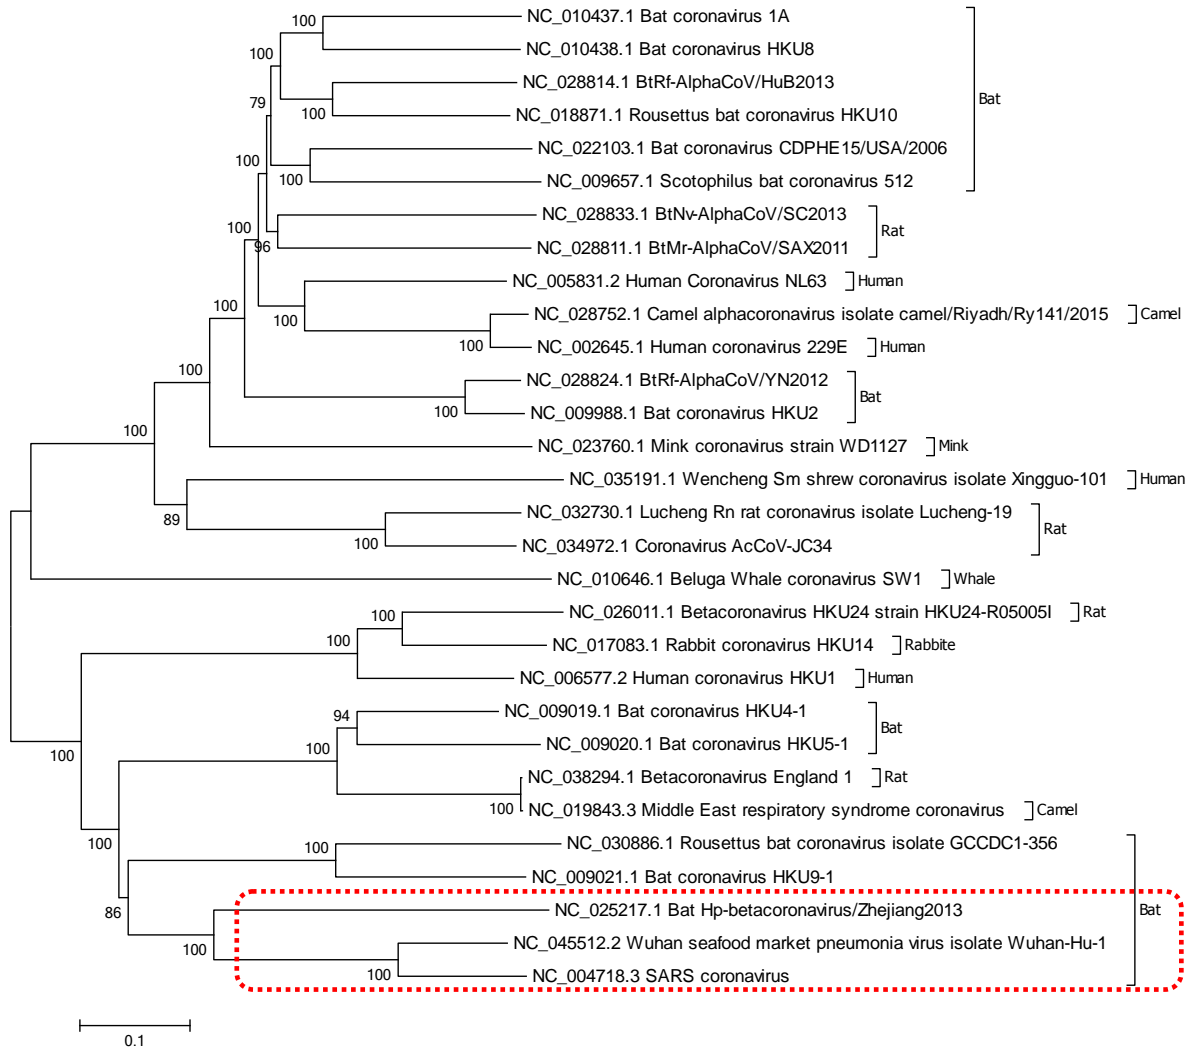 NC_010437.1 Bat coronavirus 1A
100
NC_010438.1 Bat coronavirus HKU8
100
NC_028814.1 BtRf-AlphaCoV/HuB2013
Bat
79
100
NC_018871.1 Rousettus bat coronavirus HKU10
NC_022103.1 Bat coronavirus CDPHE15/USA/2006
100
100
NC_009657.1 Scotophilus bat coronavirus 512
NC_028833.1 BtNv-AlphaCoV/SC2013
100
Rat
96
NC_028811.1 BtMr-AlphaCoV/SAX2011
NC_005831.2 Human Coronavirus NL63
Human
100
100
NC_028752.1 Camel alphacoronavirus isolate camel/Riyadh/Ry141/2015
Camel
100
NC_002645.1 Human coronavirus 229E
Human
100
NC_028824.1 BtRf-AlphaCoV/YN2012
Bat
100
NC_009988.1 Bat coronavirus HKU2
100
NC_023760.1 Mink coronavirus strain WD1127
Mink
NC_035191.1 Wencheng Sm shrew coronavirus isolate Xingguo-101
Human
89
NC_032730.1 Lucheng Rn rat coronavirus isolate Lucheng-19
Rat
100
NC_034972.1 Coronavirus AcCoV-JC34
NC_010646.1 Beluga Whale coronavirus SW1
Whale
100
NC_026011.1 Betacoronavirus HKU24 strain HKU24-R05005I
Rat
100
NC_017083.1 Rabbit coronavirus HKU14
Rabbite
NC_006577.2 Human coronavirus HKU1
Human
94
NC_009019.1 Bat coronavirus HKU4-1
Bat
100
100
NC_009020.1 Bat coronavirus HKU5-1
NC_038294.1 Betacoronavirus England 1
Rat
100
NC_019843.3 Middle East respiratory syndrome coronavirus
Camel
100
100
NC_030886.1 Rousettus bat coronavirus isolate GCCDC1-356
NC_009021.1 Bat coronavirus HKU9-1
86
NC_025217.1 Bat Hp-betacoronavirus/Zhejiang2013
Bat
100
NC_045512.2 Wuhan seafood market pneumonia virus isolate Wuhan-Hu-1
100
NC_004718.3 SARS coronavirus
0.1